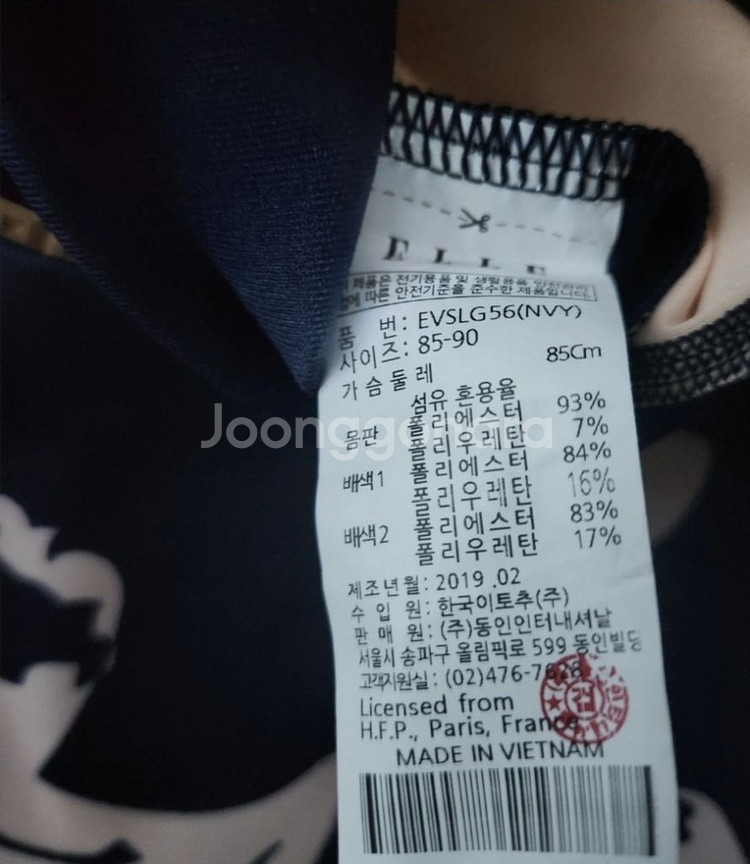 ELLE
제품은 전기용품 및 생활용품 안전관리
법에 따른 안전기준을 준수한 제품입니다.
품 번: EVSLG56(NVY)
사이즈: 85-90
가슴둘레 85Cm
섬유 혼용율
몸판 폴리에스터 93%
폴리우레탄 7%
배색1 폴리에스터 84%
폴리우레탄 16%
배색2 폴리에스터 83%
폴리우레탄 17%
제조년월: 2019 .02
수 입 원: 한국이토추(주)
판 매 원: (주)동인인터내셔날
서울시 송파구 올림픽로 599 동인빌딩
고객지원실: (02)476-7628
Licensed from
H.F.P., Paris, France
MADE IN VIETNAM
Joonggonara